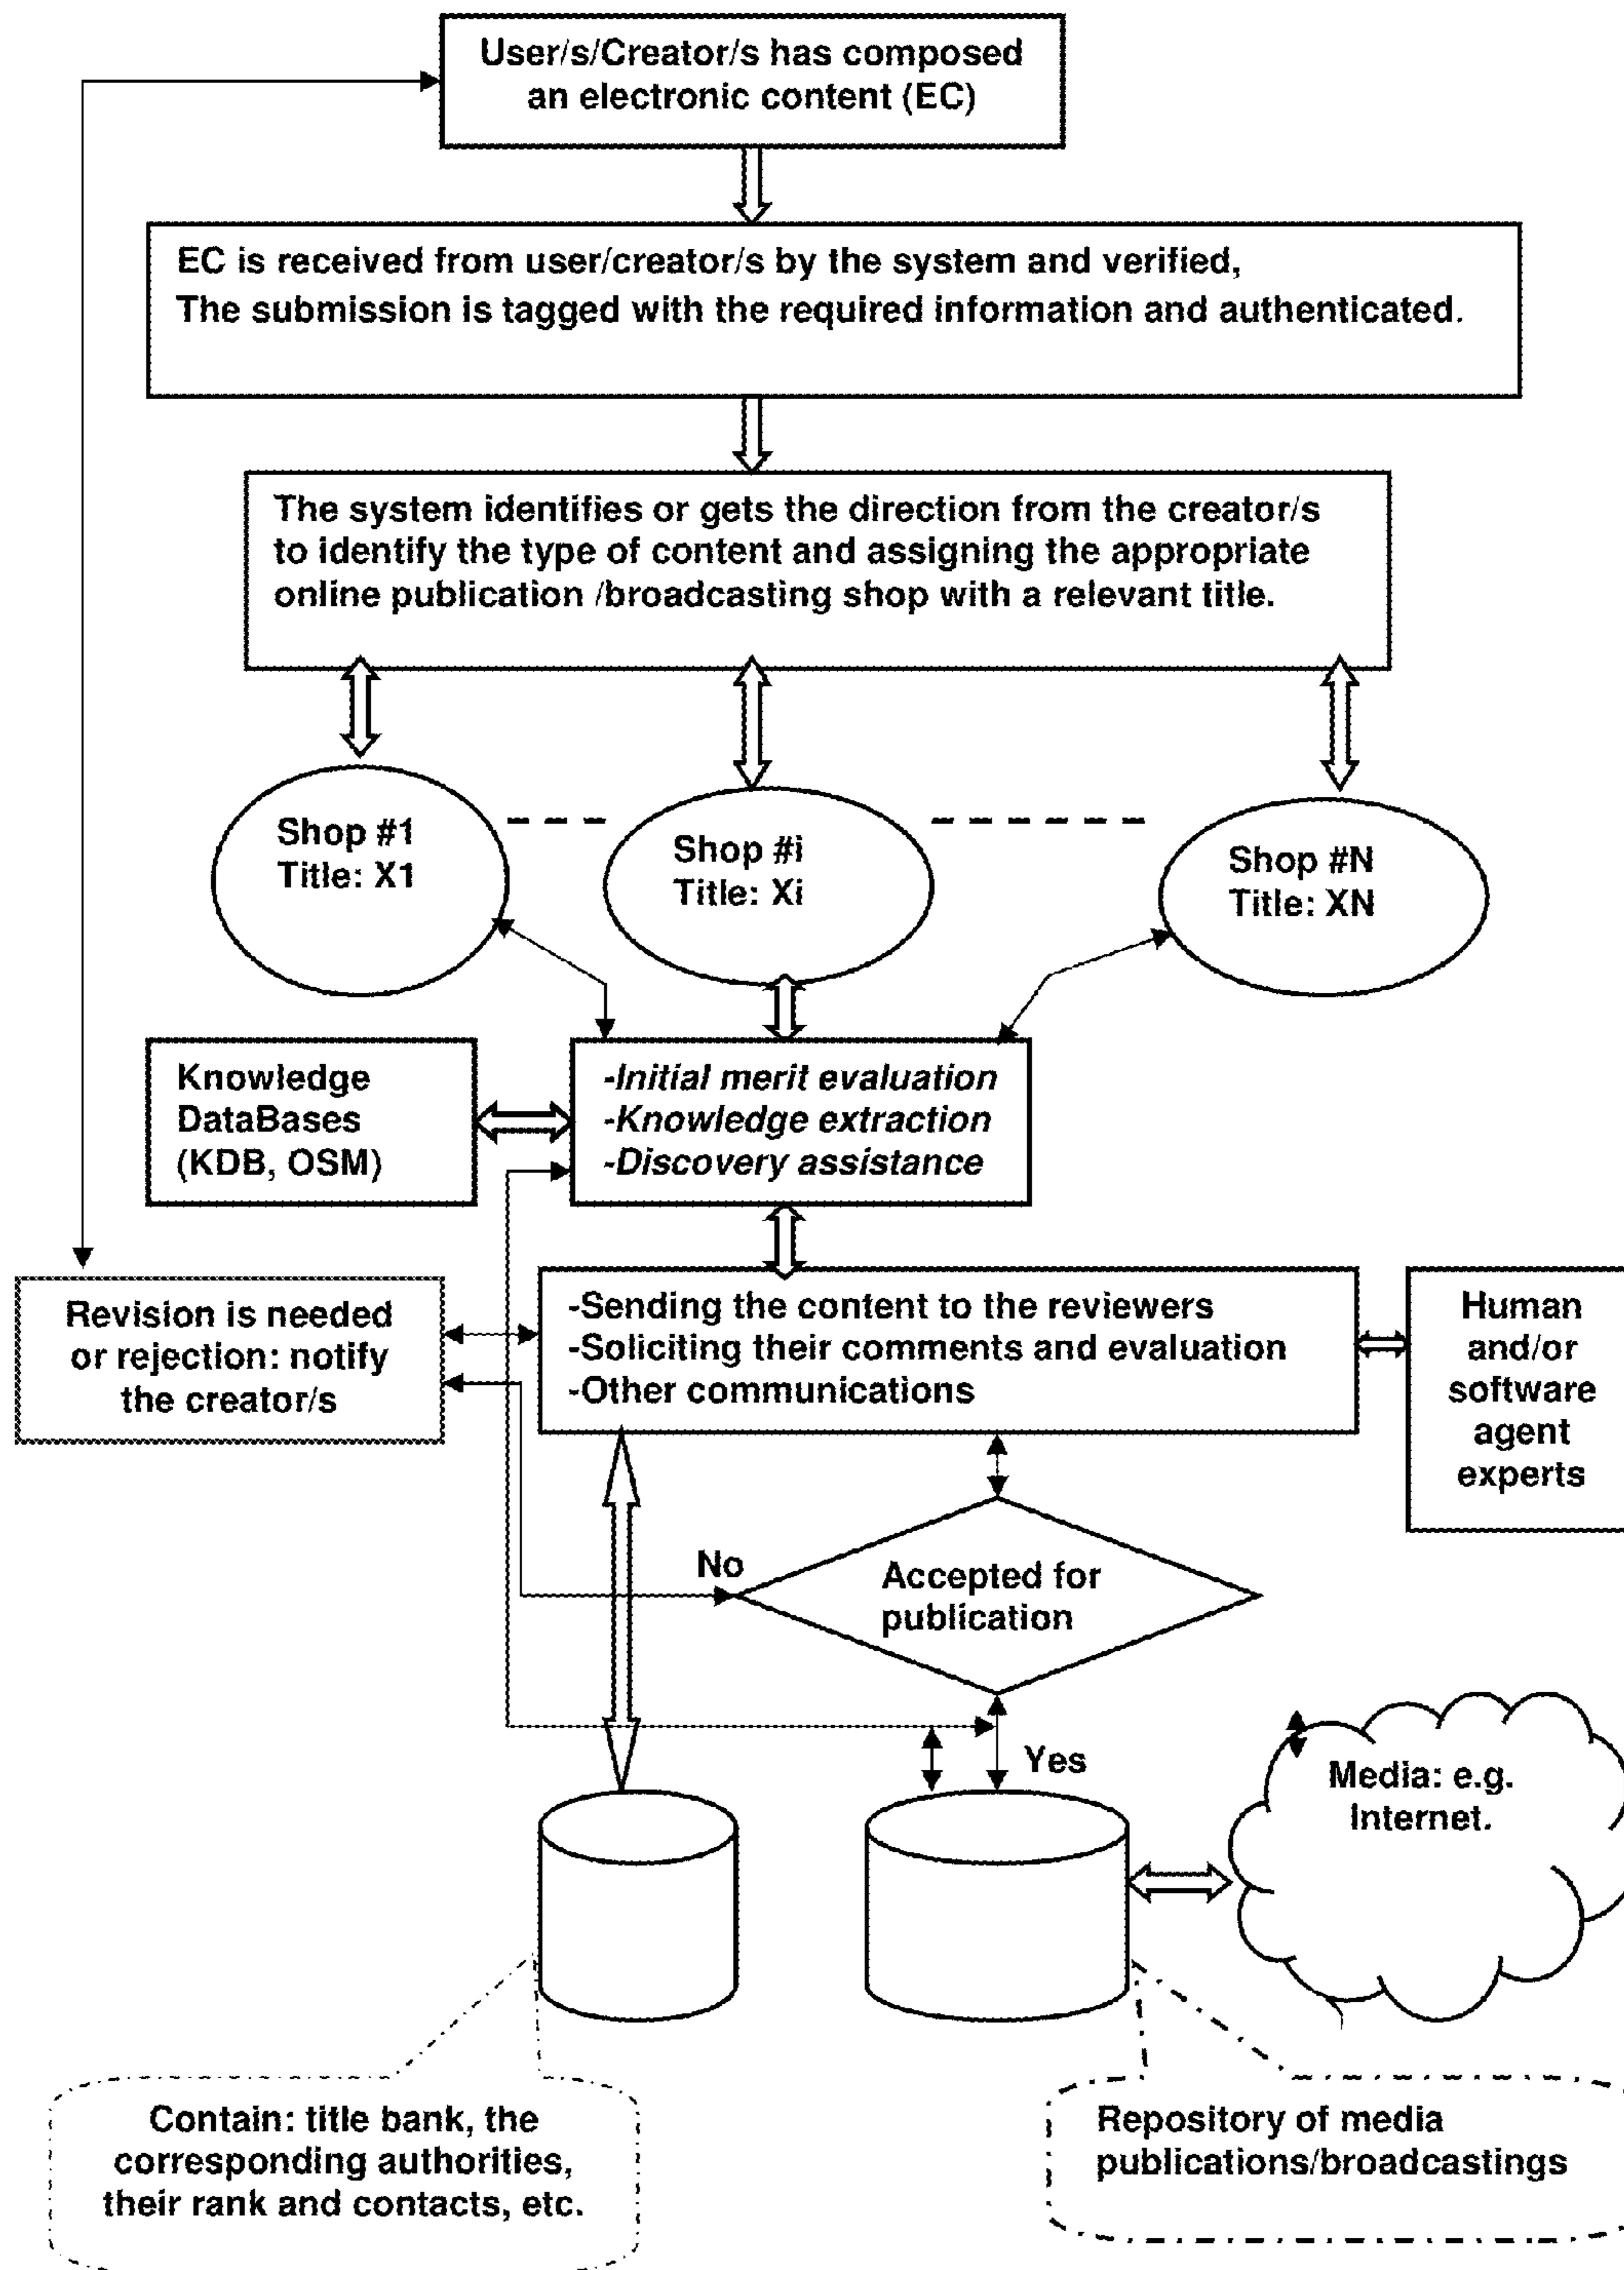 User/s/Creator/s has composed
an electronic content (EC)
EC is received from user/creator/s by the system and verified,
The submission is tagged with the required information and authenticated.
The system identifies or gets the direction from the creator/s
to identify the type of content and assigning the appropriate
online publication /broadcasting shop with a relevant title.
Shop #1
Title: X1
Shop #i
Title: Xi
Shop #N
Title: XN
Knowledge
DataBases
(KDB, OSM)
-Initial merit evaluation
-Knowledge extraction
-Discovery assistance
Revision is needed
or rejection: notify
the creator/s
-Sending the content to the reviewers
-Soliciting their comments and evaluation
-Other communications
Human
and/or
software
agent
experts
No
Accepted for
publication
Yes
Media: e.g.
Internet.
Contain: title bank, the
corresponding authorities,
their rank and contacts, etc.
Repository of media
publications/broadcastings